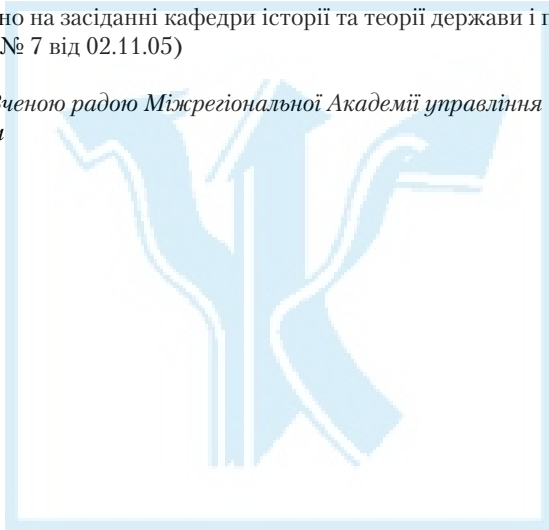 но на засіданні кафедри історії та теорії держави і п
№ 7 від 02.11.05)
ченою радою Міжрегіональної Академії управління